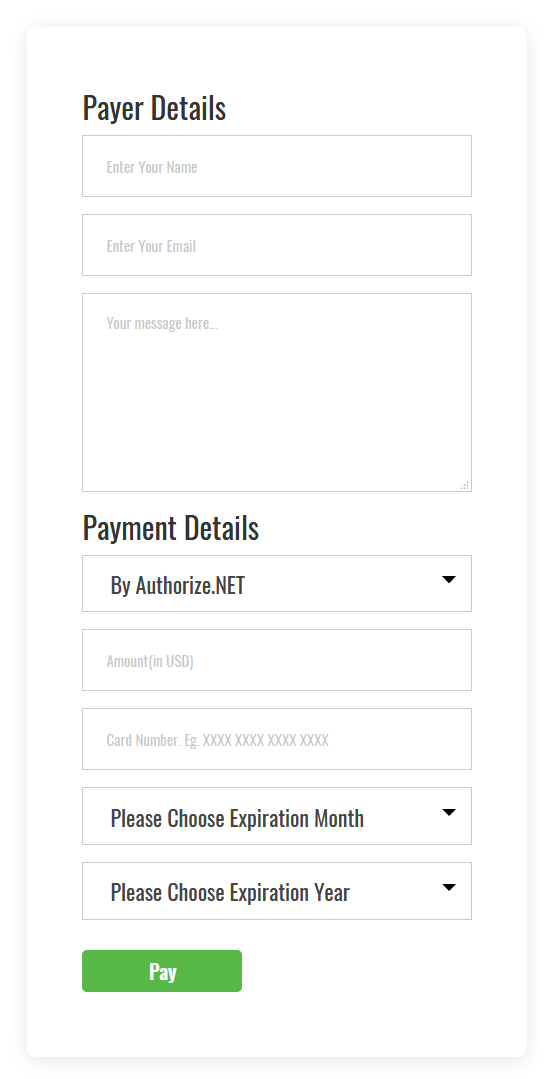 Payer Details
Enter Your Name
Enter Your Email
Your message here...
Payment Details
By Authorize.NET
Amount(in USD)
Card Number. Eg. XXXX XXXX XXXX XXXX
Please Choose Expiration Month
Please Choose Expiration Year
Pay